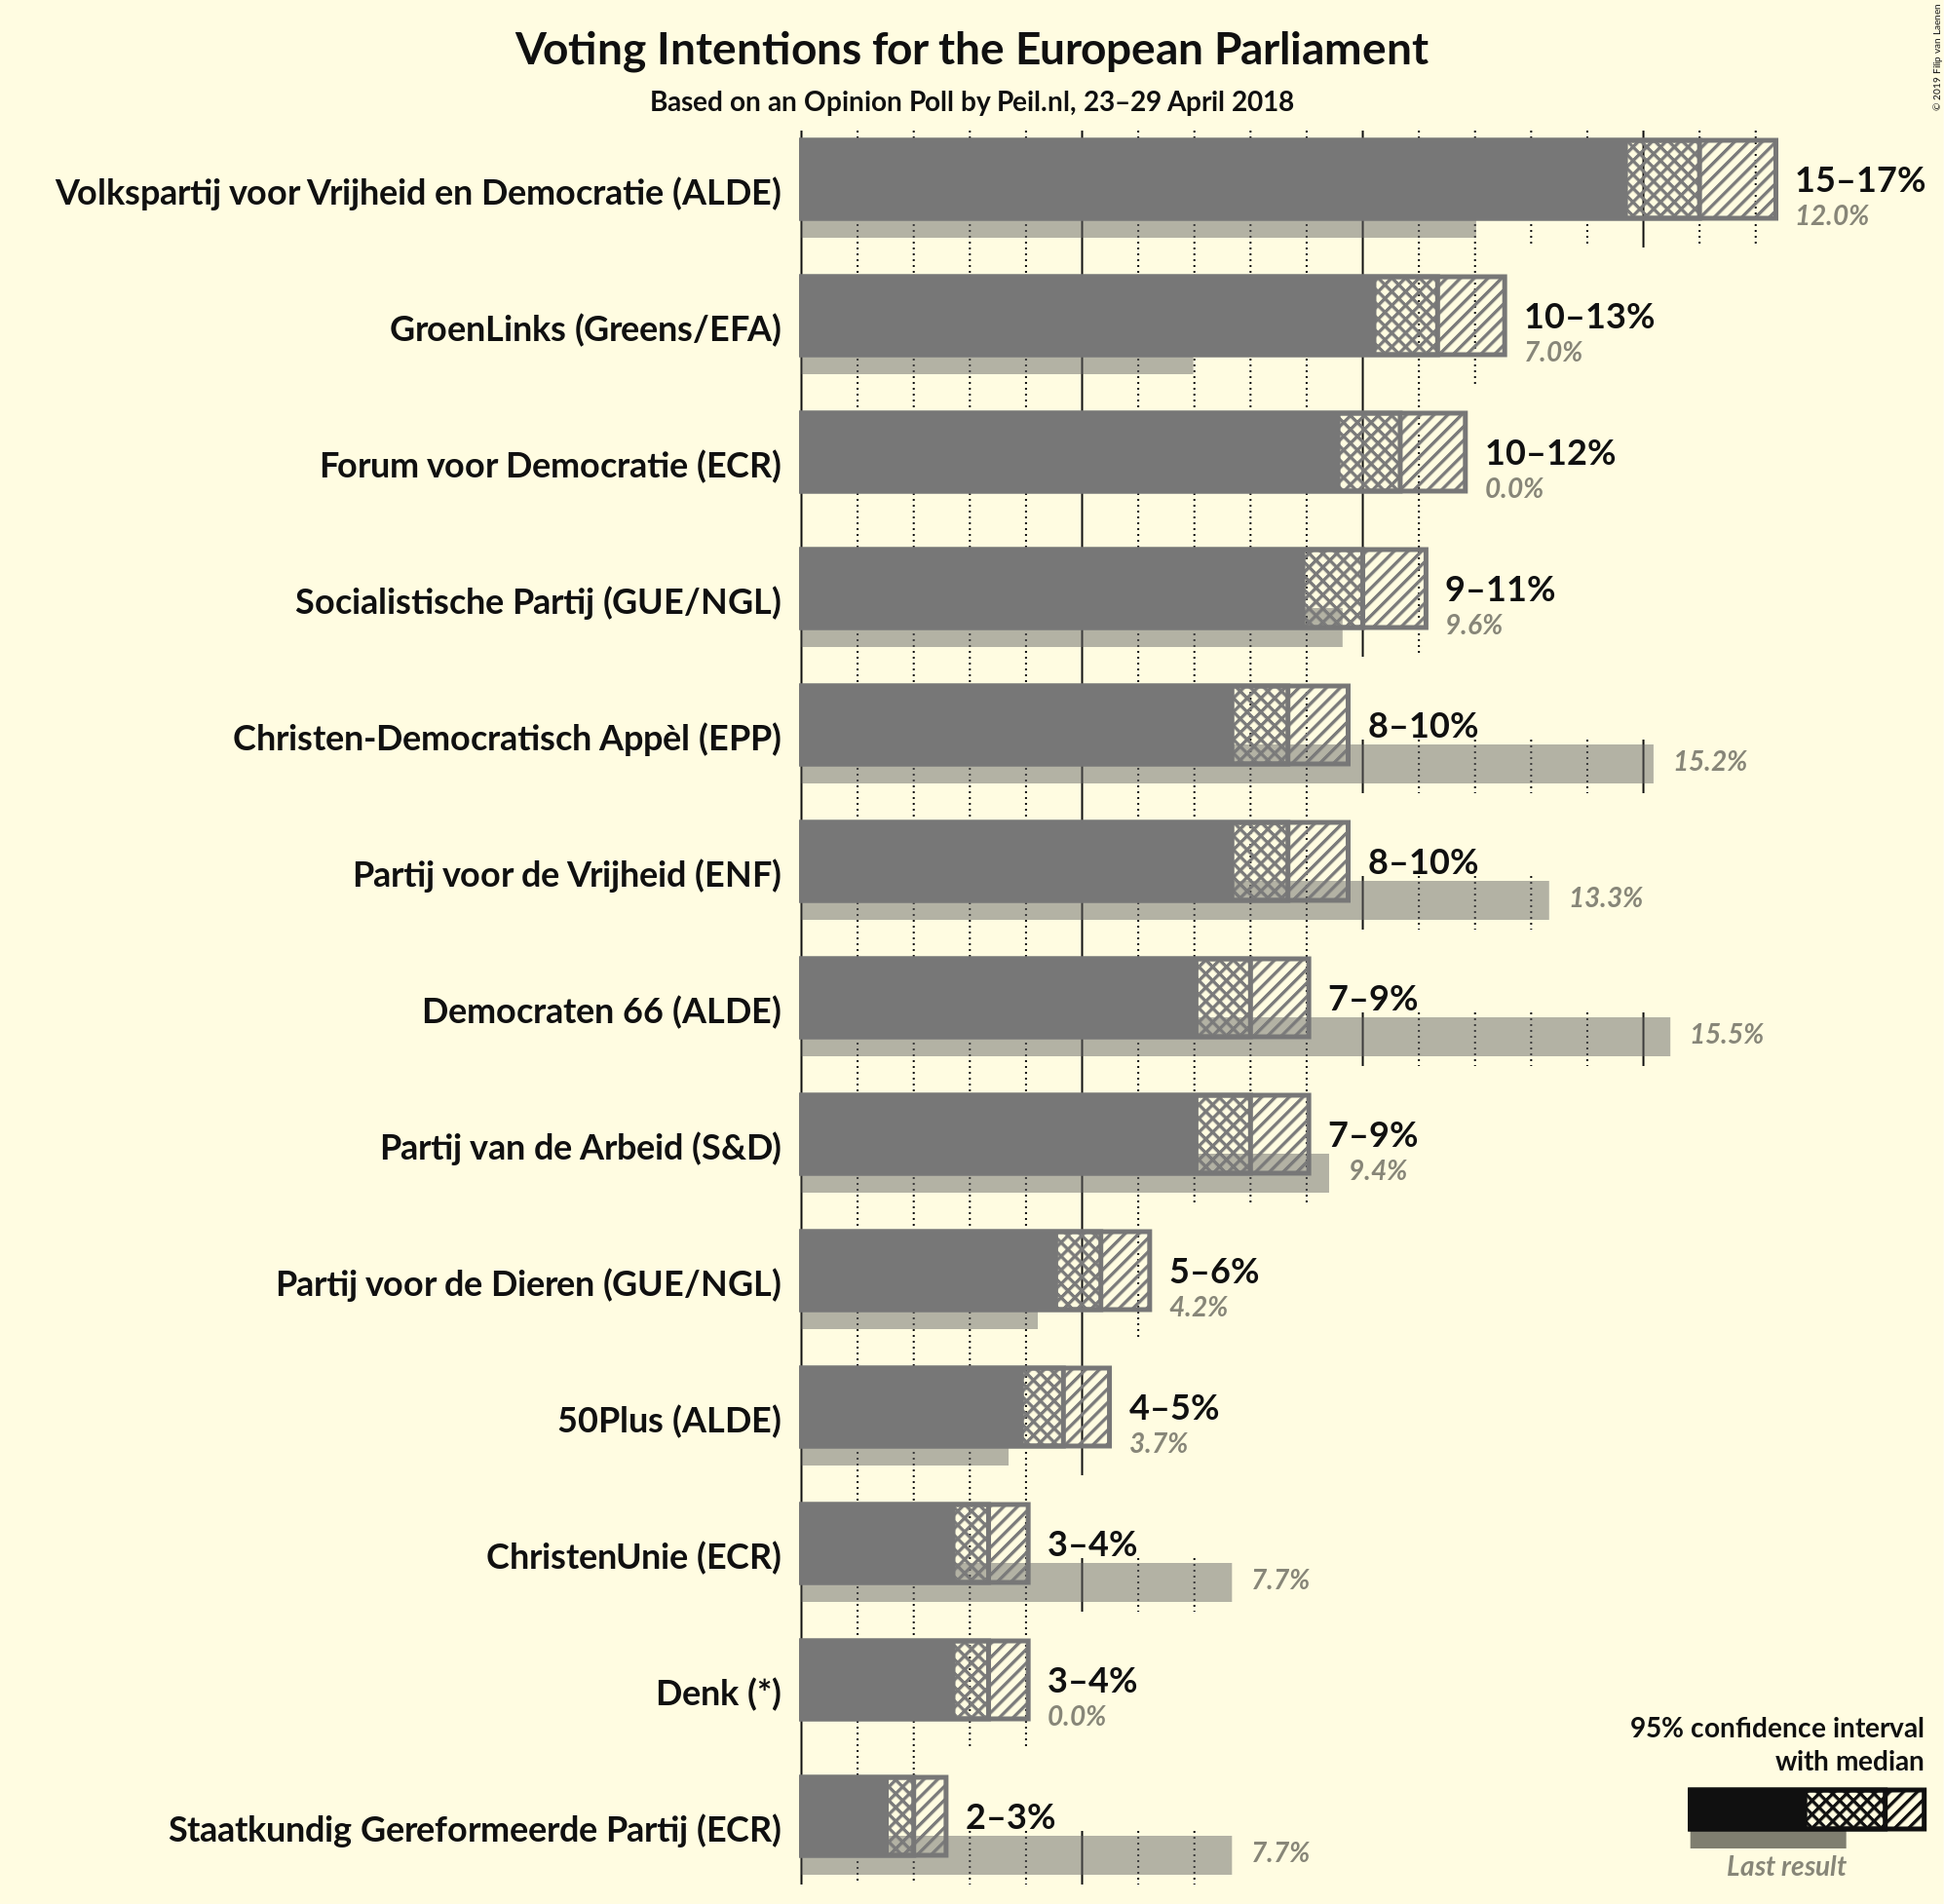 Voting Intentions for the European Parliament
Based on an Opinion Poll by Peil.nl, 23–29 April 2018
© 2019 Filip van Laenen
Volkspartij voor Vrijheid en Democratie (ALDE)
15–17%
12.0%
GroenLinks (Greens/EFA)
10–13%
7.0%
Forum voor Democratie (ECR)
10–12%
0.0%
Socialistische Partij (GUE/NGL)
9–11%
9.6%
Christen-Democratisch Appèl (EPP)
8–10%
15.2%
Partij voor de Vrijheid (ENF)
8–10%
13.3%
Democraten 66 (ALDE)
7–9%
15.5%
Partij van de Arbeid (S&D)
7–9%
9.4%
Partij voor de Dieren (GUE/NGL)
5–6%
4.2%
50Plus (ALDE)
4–5%
3.7%
ChristenUnie (ECR)
3–4%
7.7%
Denk (*)
3–4%
0.0%
Staatkundig Gereformeerde Partij (ECR)
2–3%
7.7%
95% confidence interval
with median
Last result